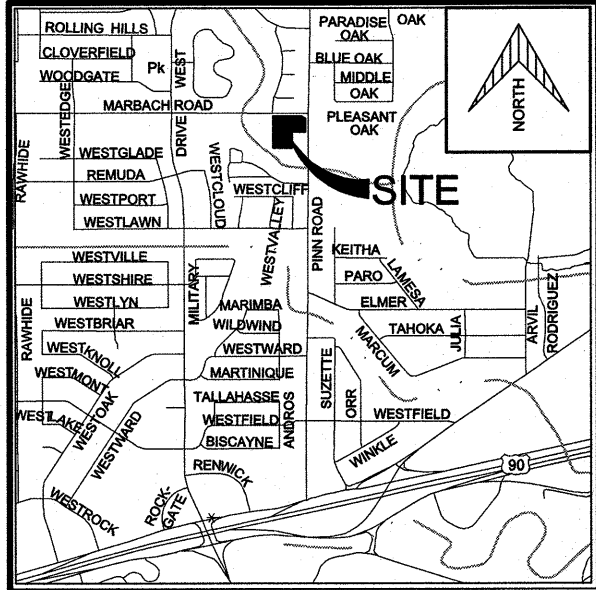 ROLLING HILLS
CLOVERFIELD
WOODGATE
Pk
WEST
PARADISE
OAK
OAK
BLUE OAK
MIDDLE
OAK
PLEASANT
OAK
NORTH
MARBACH ROAD
WESTEDGE
DRIVE
RAWHIDE
WESTGLADE
REMUDA
WESTPORT
WESTLAWN
WESTCLOUD
WESTCLIFF
SITE
WESTVALLEY
PINN ROAD
WESTVILLE
WESTSHIRE
WESTLYN
WESTBRIAR
MILITARY
KEITHA
PARO
LAMESA
ELMER
TAHOKA
JULIA
ARVIL
RODRIGUEZ
MARIMBA
WILDWIND
WESTWARD
MARTINIQUE
MARCUM
RAWHIDE
WESTKNOLL
WESTMONT
WESTLAKE
WESTOAK
WESTWARD
TALLAHASSE
WESTFIELD
BISCAYNE
ANDROS
SUZETTE
ORR
WESTFIELD
WINKLE
RENWICK
ROCK-
GATE
WESTROCK
90